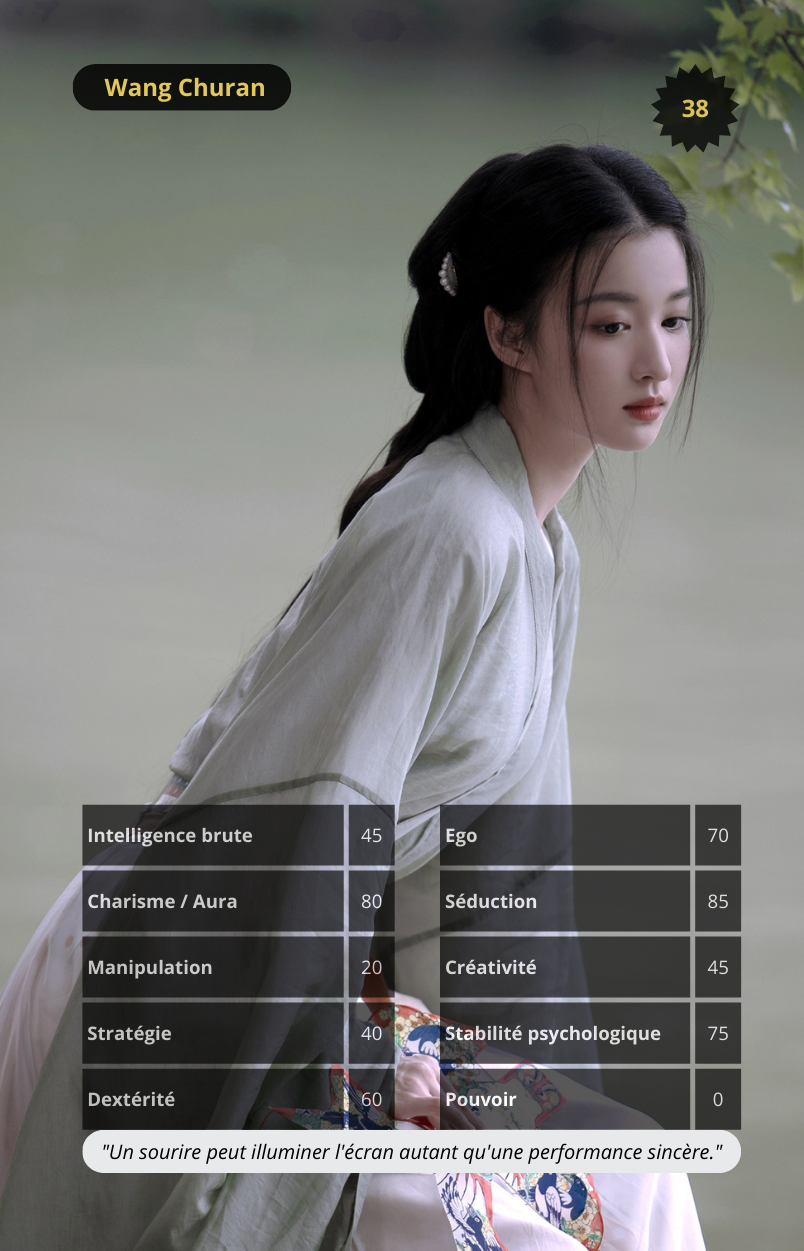 Wang Churan
38
Intelligence brute 45
Ego 70
Charisme / Aura 80
Séduction 85
Manipulation 20
Créativité 45
Stratégie 40
Stabilité psychologique 75
Dextérité 60
Pouvoir 0
"Un sourire peut illuminer l'écran autant qu'une performance sincère."